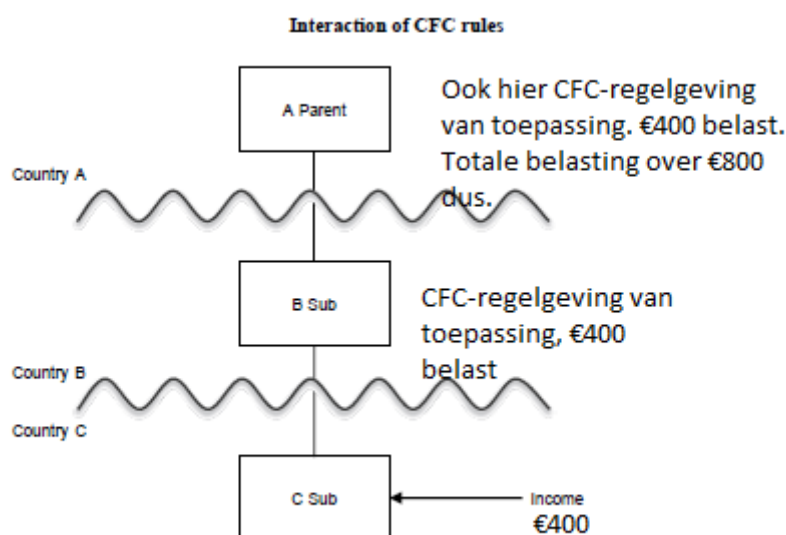 Interaction of CFC rules
A Parent
Ook hier CFC-regelgeving
van toepassing. €400 belast.
Totale belasting over €800
dus.
Country A
B Sub
CFC-regelgeving van
toepassing, €400
belast
Country B
Country C
C Sub
Income
€400